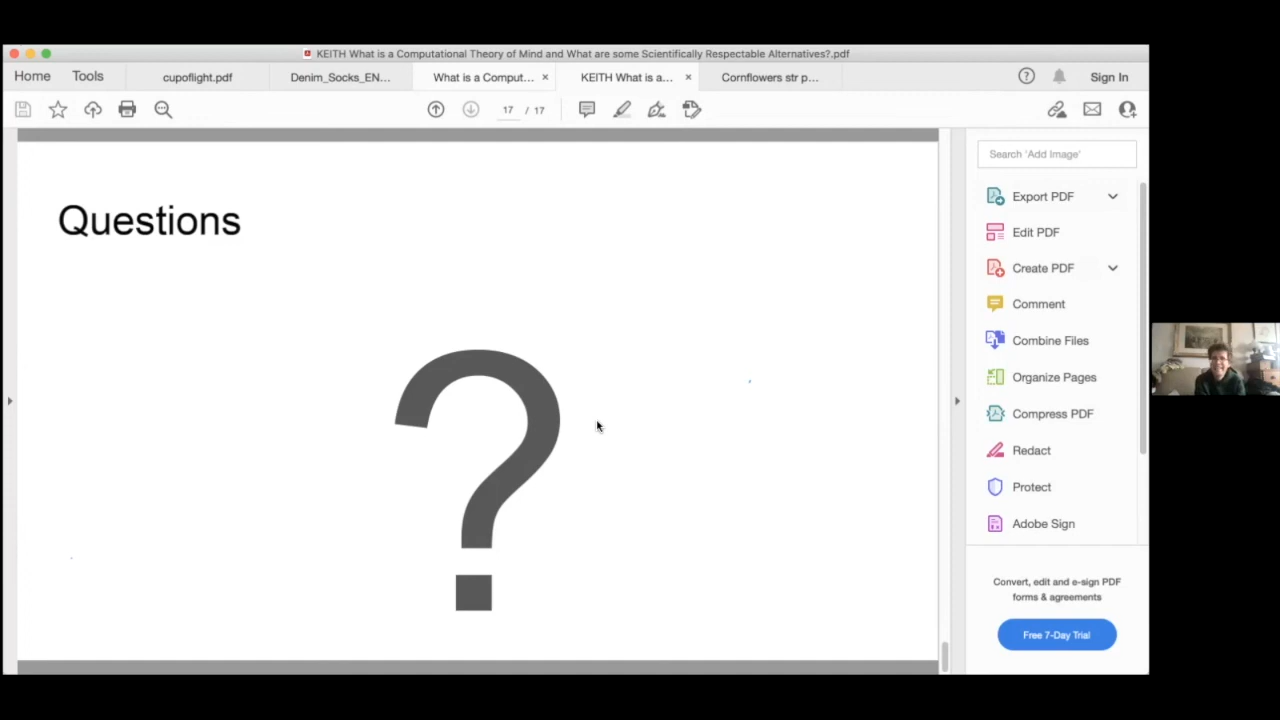 KEITH What is a Computational Theory of Mind and What are some Scientifically Respectable Alternatives?.pdf
Home Tools cupoflight.pdf Denim_Socks_EN... What is a Comput... × KEITH What is a... × Cornflowers str p... ? Sign In
17 / 17
Search 'Add Image'
Export PDF
Questions
Edit PDF
Create PDF
Comment
Combine Files
Organize Pages
?
Compress PDF
Redact
Protect
Adobe Sign
Convert, edit and e-sign PDF
forms & agreements
Free 7-Day Trial